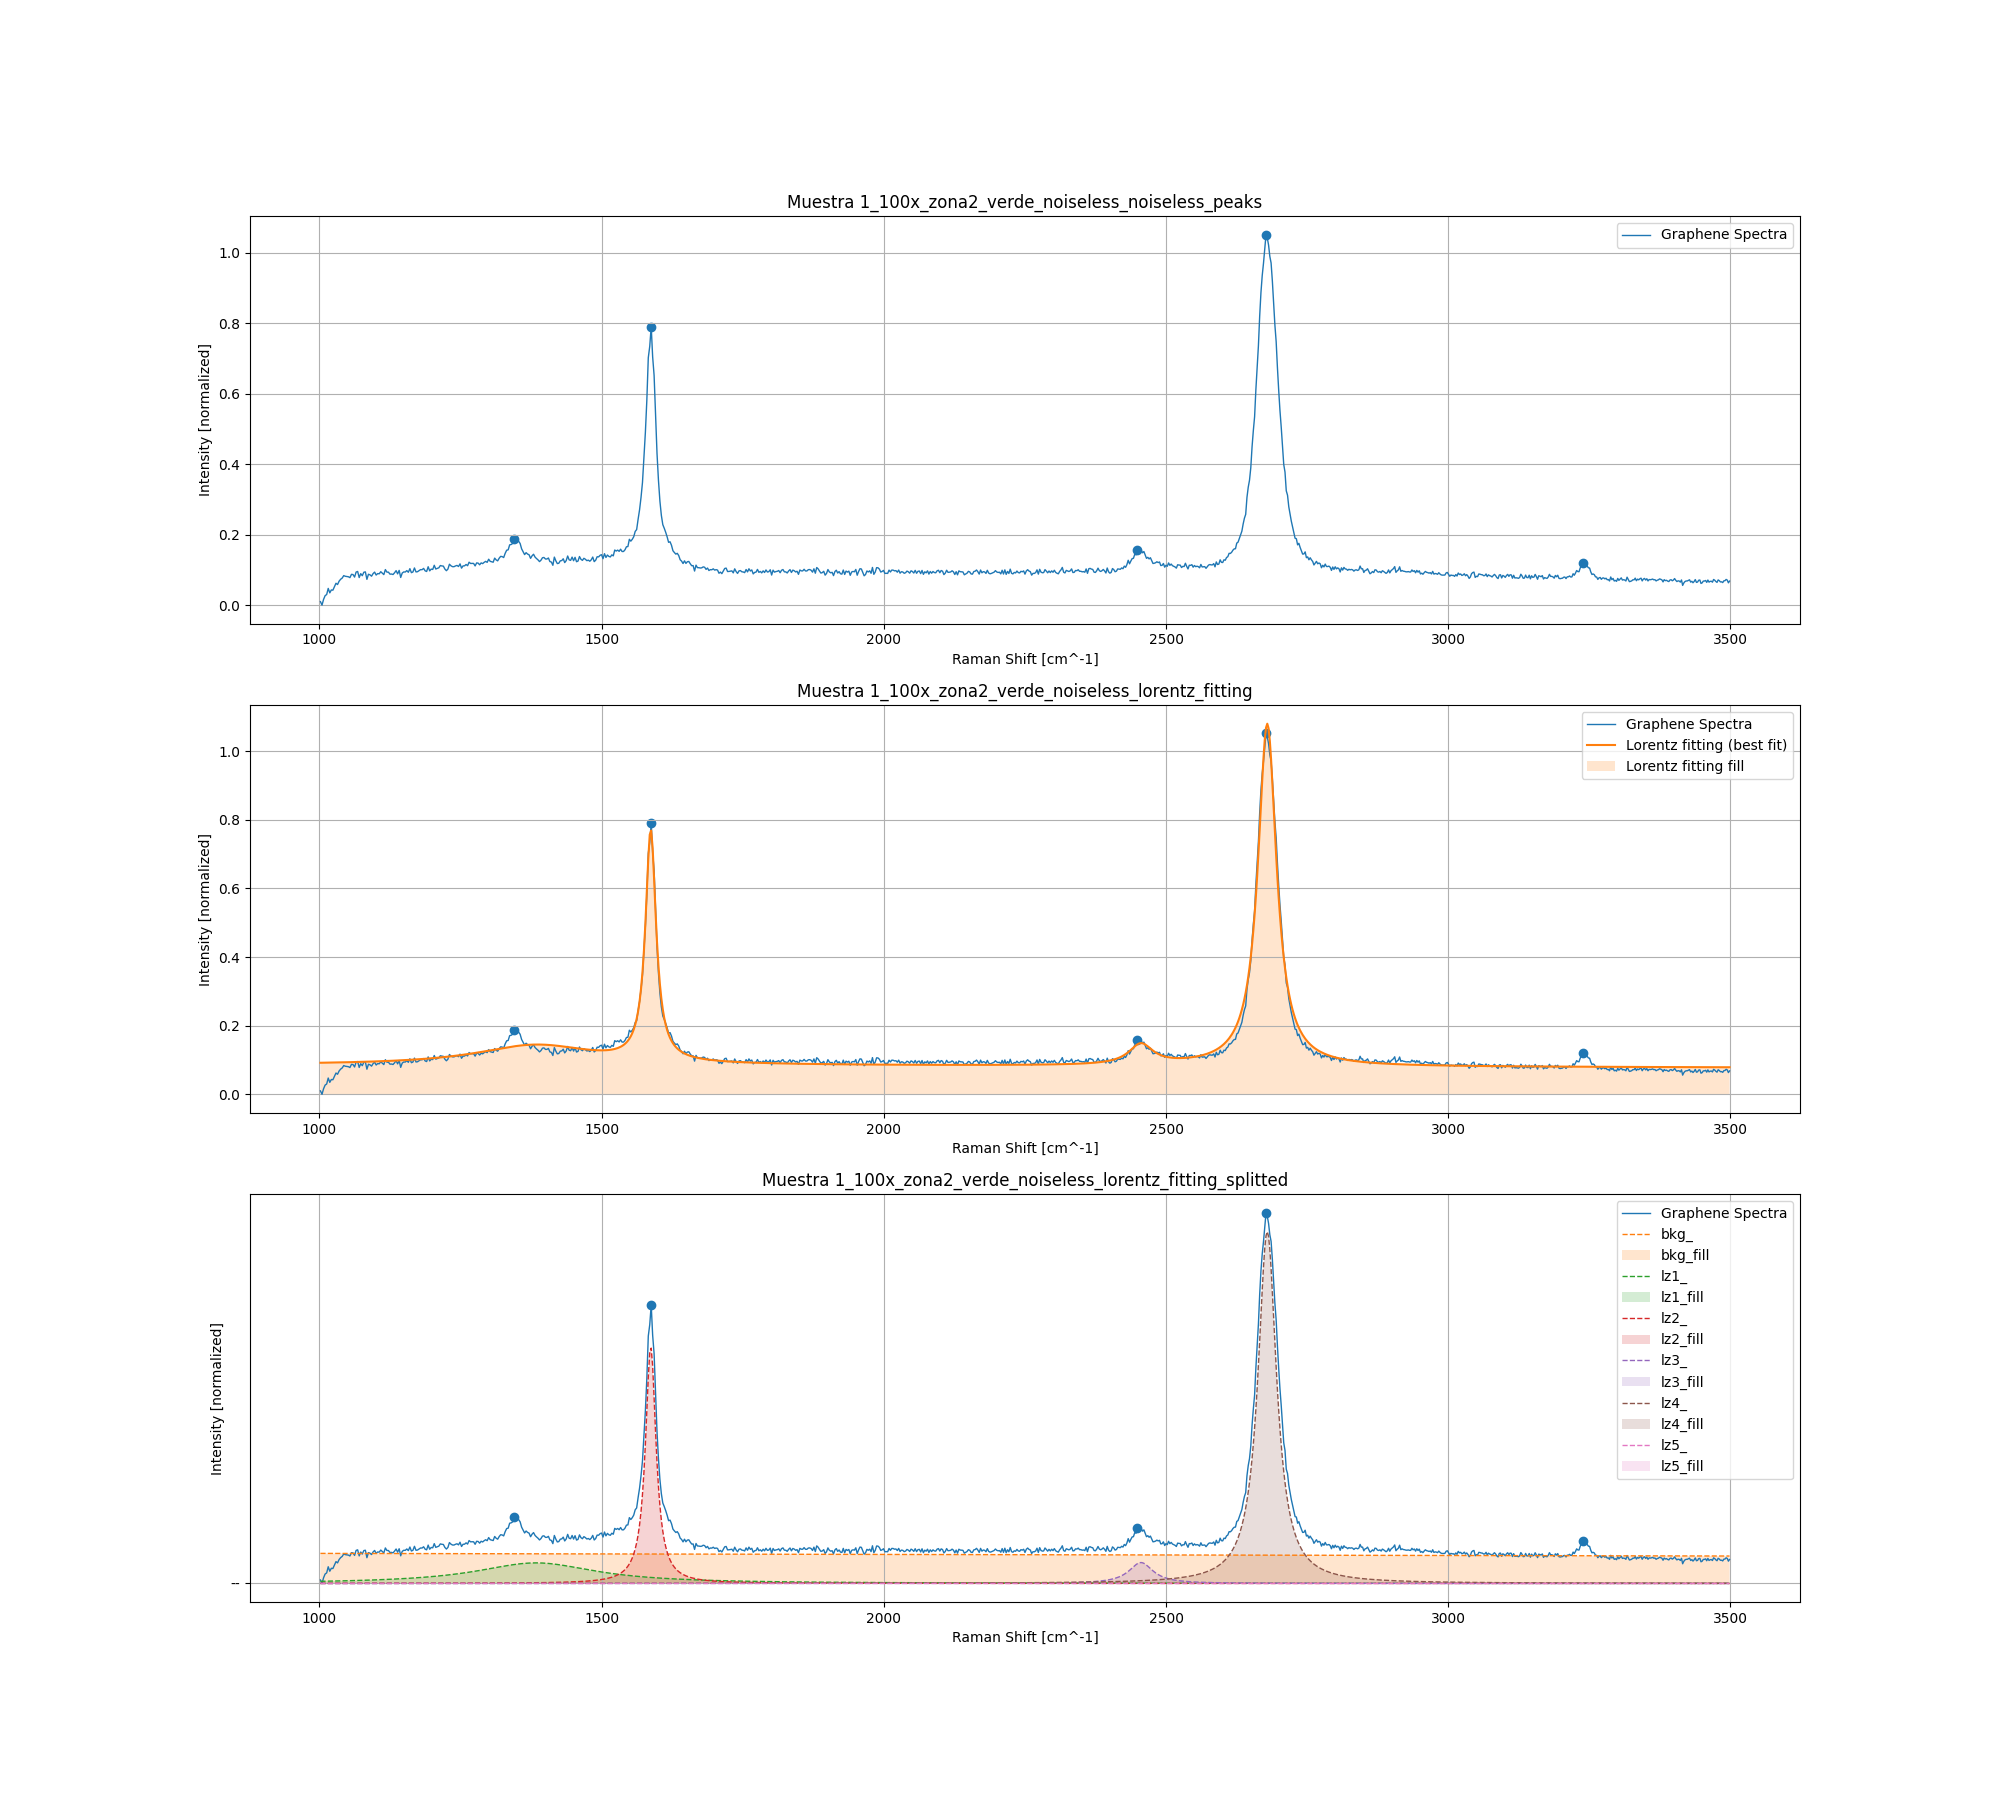 Muestra 1_100x_zona2_verde_noiseless_noiseless_peaks
Graphene Spectra
1.0
0.8
0.6
0.4
0.2
0.0
Intensity [normalized]
1000 1500 2000 2500 3000 3500
Raman Shift [cm^-1]
Muestra 1_100x_zona2_verde_noiseless_lorentz_fitting
Graphene Spectra
Lorentz fitting (best fit)
Lorentz fitting fill
1.0
0.8
0.6
0.4
0.2
0.0
Intensity [normalized]
1000 1500 2000 2500 3000 3500
Raman Shift [cm^-1]
Muestra 1_100x_zona2_verde_noiseless_lorentz_fitting_splitted
Graphene Spectra
bkg_
bkg_fill
lz1_
lz1_fill
lz2_
lz2_fill
lz3_
lz3_fill
lz4_
lz4_fill
lz5_
lz5_fill
Intensity [normalized]
--
1000 1500 2000 2500 3000 3500
Raman Shift [cm^-1]